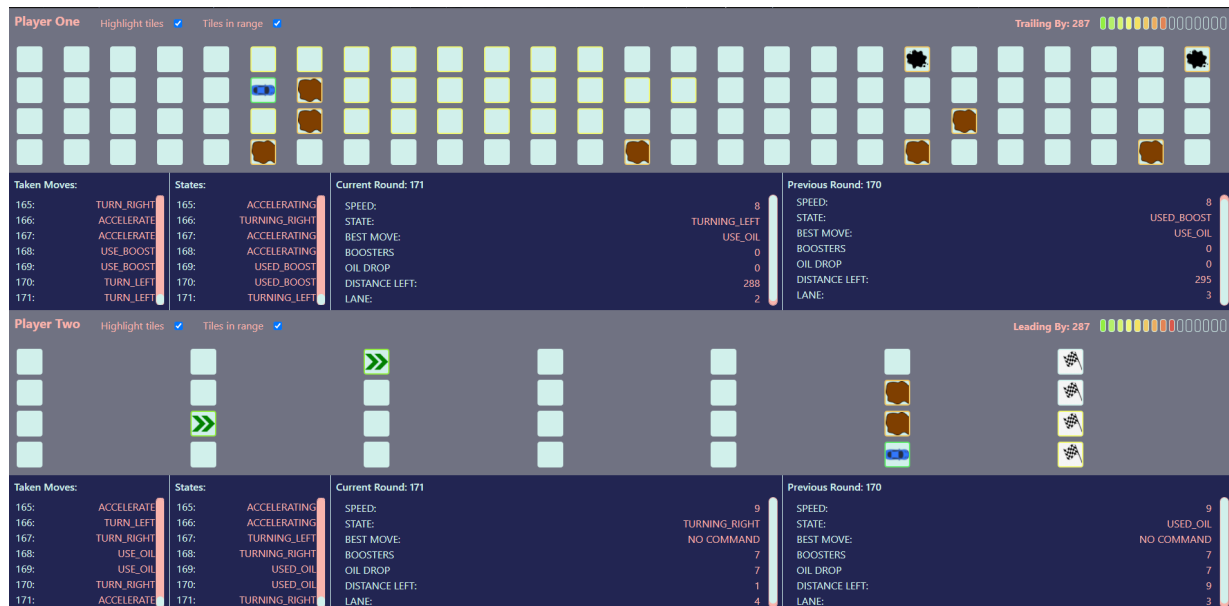 Player One Highlight tiles Tiles in range Trailing By: 287
Taken Moves: States: Current Round: 171 Previous Round: 170
165: TURN_RIGHT 165: ACCELERATING SPEED: 8 SPEED: 8
166: ACCELERATE 166: TURNING_RIGHT STATE: TURNING_LEFT STATE: USED_BOOST
167: ACCELERATE 167: ACCELERATING BEST MOVE: USE_OIL BEST MOVE: USE_OIL
168: USE_BOOST 168: ACCELERATING BOOSTERS 0 BOOSTERS 0
169: USE_BOOST 169: USED_BOOST OIL DROP 0 OIL DROP 0
170: TURN_LEFT 170: USED_BOOST DISTANCE LEFT: 288 DISTANCE LEFT: 295
171: TURN_LEFT 171: TURNING_LEFT LANE: 2 LANE: 3
Player Two Highlight tiles Tiles in range Leading By: 287
Taken Moves: States: Current Round: 171 Previous Round: 170
165: ACCELERATE 165: ACCELERATING SPEED: 9 SPEED: 9
166: TURN_LEFT 166: ACCELERATING STATE: TURNING_RIGHT STATE: USED_OIL
167: TURN_RIGHT 167: TURNING_LEFT BEST MOVE: NO COMMAND BEST MOVE: NO COMMAND
168: USE_OIL 168: TURNING_RIGHT BOOSTERS 7 BOOSTERS 7
169: USE_OIL 169: USED_OIL OIL DROP 7 OIL DROP 7
170: TURN_RIGHT 170: USED_OIL DISTANCE LEFT: 1 DISTANCE LEFT: 9
171: ACCELERATE 171: TURNING_RIGHT LANE: 4 LANE: 3